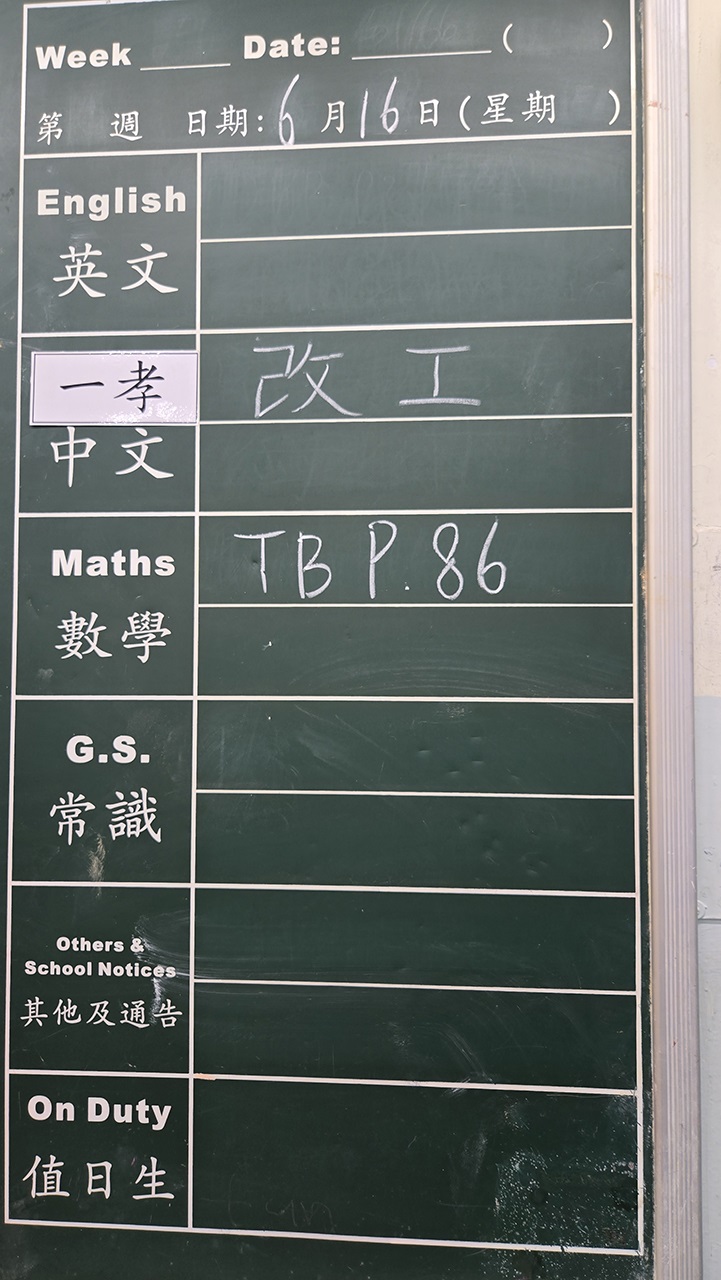 Week ____ Date: ______ ( )
第 週 日期: 6 月 16 日 (星期 )
English
英文
一孝 改 工
中文
Maths TB P. 86
數學
G.S.
常識
Others &
School Notices
其他及通告
On Duty
值日生